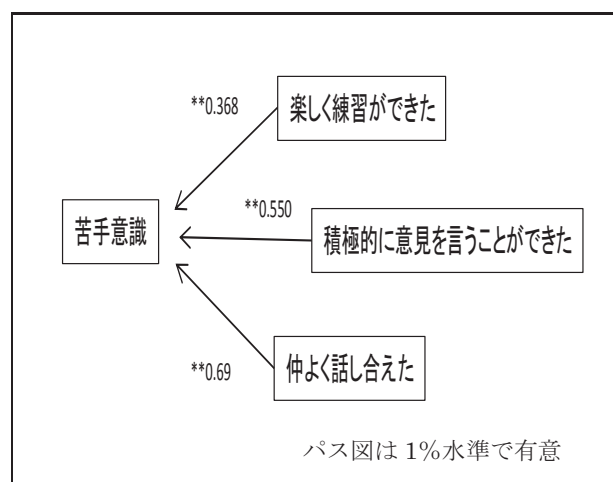 **0.368
楽しく練習ができた
**0.550
苦手意識
積極的に意見を言うことができた
**0.69
仲よく話し合えた
パス図は1%水準で有意